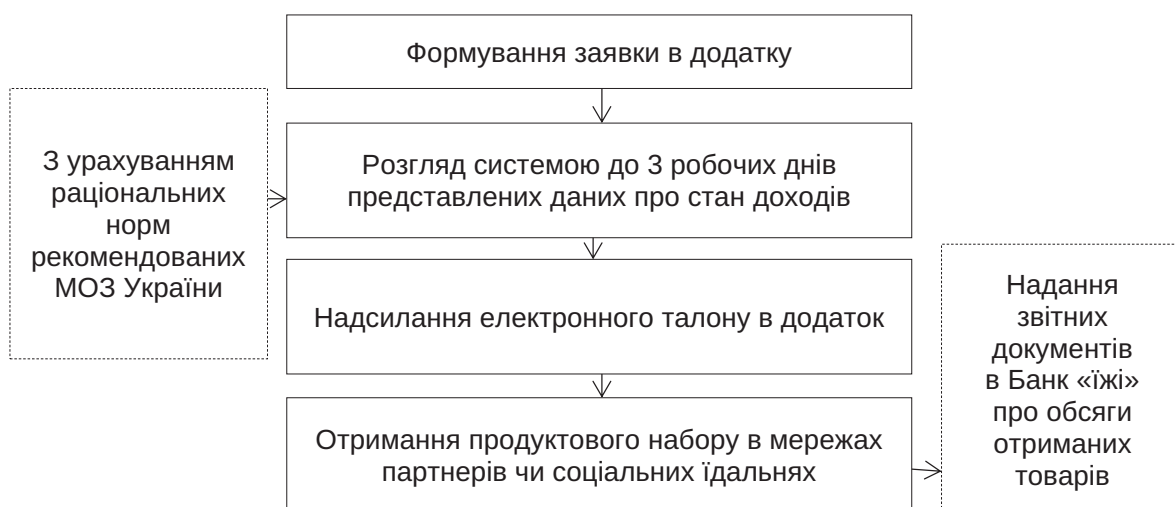 Формування заявки в додатку
З урахуванням
раціональних
норм
рекомендованих
МОЗ України
Розгляд системою до 3 робочих днів
представлених даних про стан доходів
Надсилання електронного талону в додаток
Отримання продуктового набору в мережах
партнерів чи соціальних їдальнях
Надання
звітних
документів
в Банк «їжі»
про обсяги
отриманих
товарів